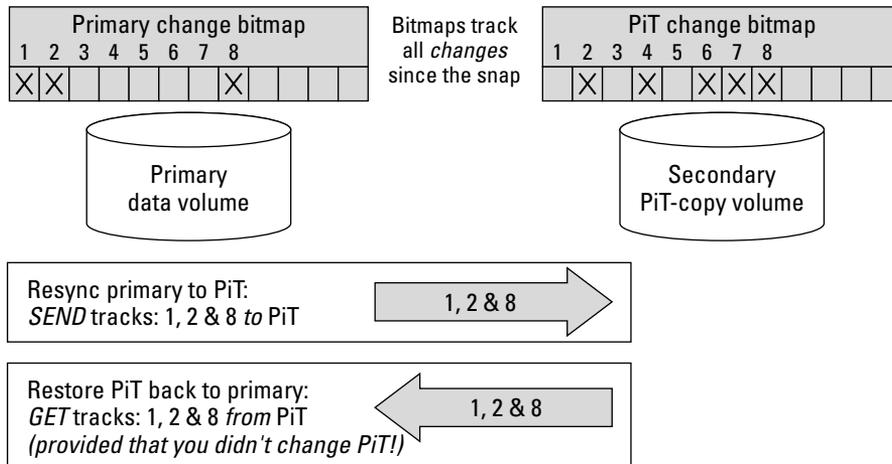 Primary change bitmap
1 2 3 4 5 6 7 8
X X X
Bitmaps track
all changes
since the snap
PiT change bitmap
1 2 3 4 5 6 7 8
X X X X X
Primary
data volume
Secondary
PiT-copy volume
Resync primary to PiT:
SEND tracks: 1, 2 & 8 to PiT
1, 2 & 8
Restore PiT back to primary:
GET tracks: 1, 2 & 8 from PiT
(provided that you didn't change PiT!)
1, 2 & 8